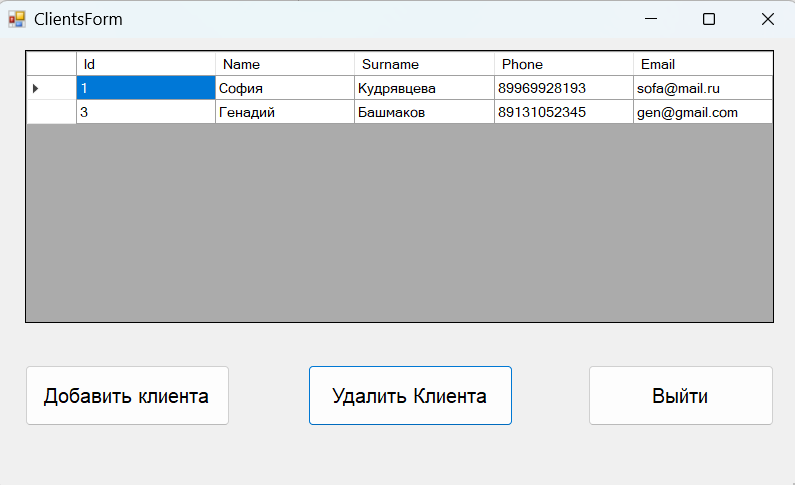 ClientsForm
Id Name Surname Phone Email
1 София Кудрявцева 89969928193 sofa@mail.ru
3 Генадий Башмаков 89131052345 gen@gmail.com
Добавить клиента Удалить Клиента Выйти